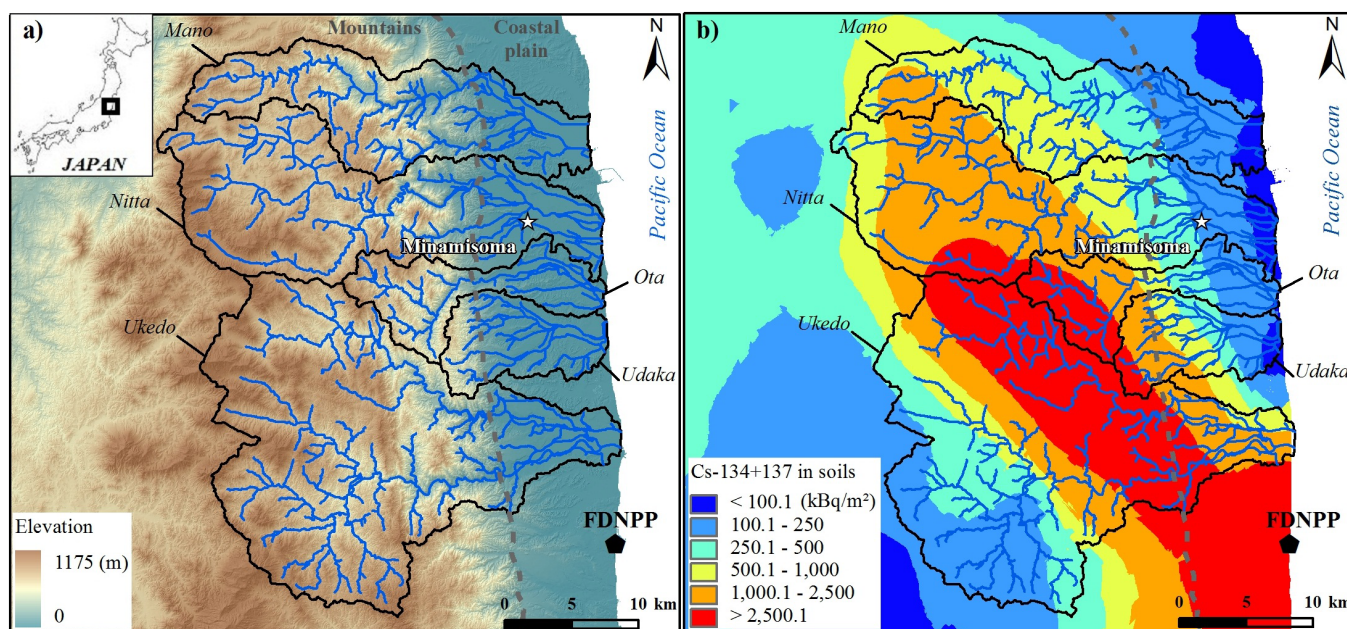 a)
Mountains
Coastal
plain
N
Mano
JAPAN
Pacific Ocean
Nitta
Minamisoma
Ota
Ukedo
Udaka
FDNPP
Elevation
1175 (m)
0
0 5 10 km
b)
Mountains
Coastal
plain
N
Mano
Pacific Ocean
Nitta
Minamisoma
Ota
Ukedo
Udaka
Cs-134+137 in soils
< 100.1 (kBq/m²)
100.1 - 250
250.1 - 500
500.1 - 1,000
1,000.1 - 2,500
> 2,500.1
FDNPP
0 5 10 km